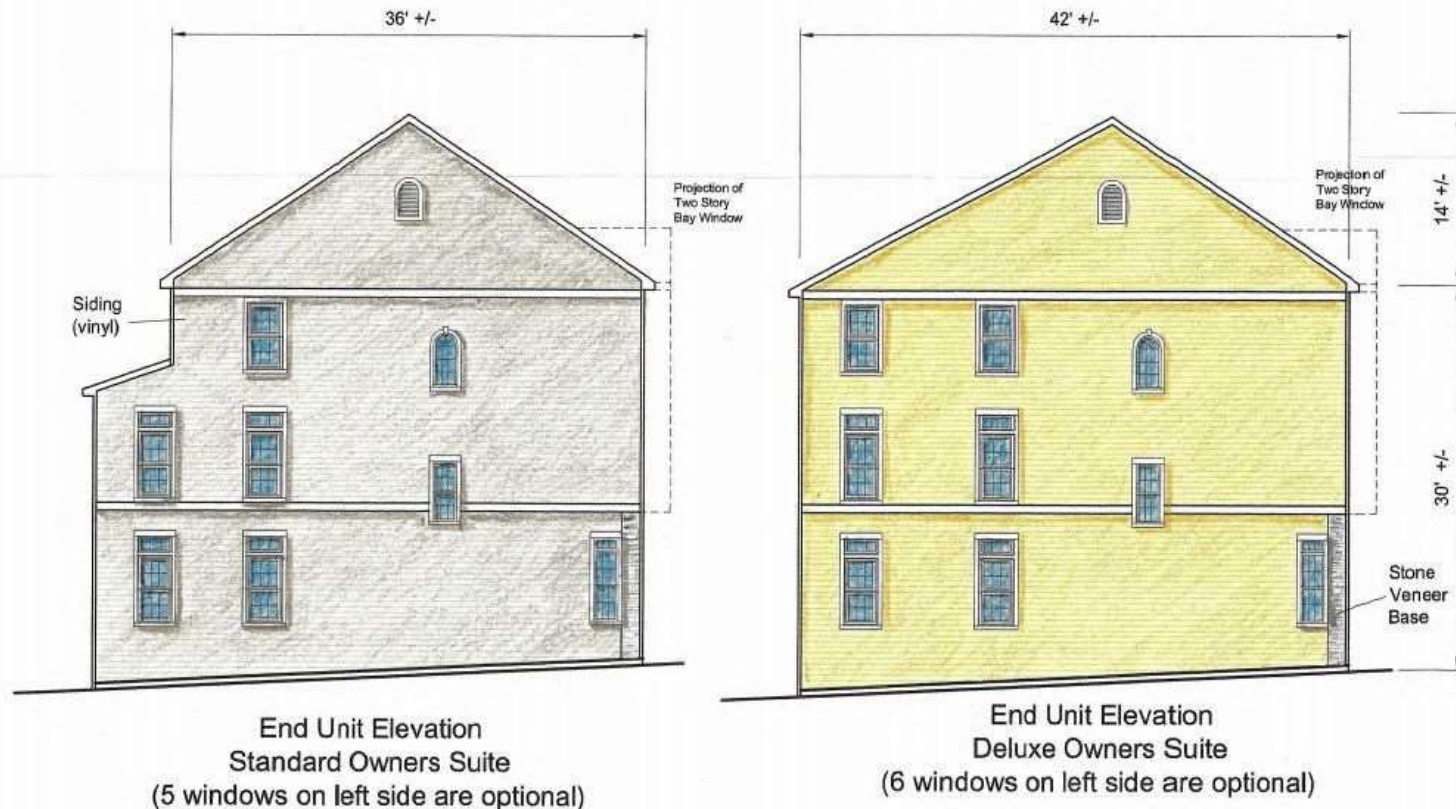 36' +/-
Projection of
Two Story
Bay Window
Siding
(vinyl)
End Unit Elevation
Standard Owners Suite
(5 windows on left side are optional)
42' +/-
Projection of
Two Story
Bay Window
14' +/-
30' +/-
Stone
Veneer
Base
End Unit Elevation
Deluxe Owners Suite
(6 windows on left side are optional)